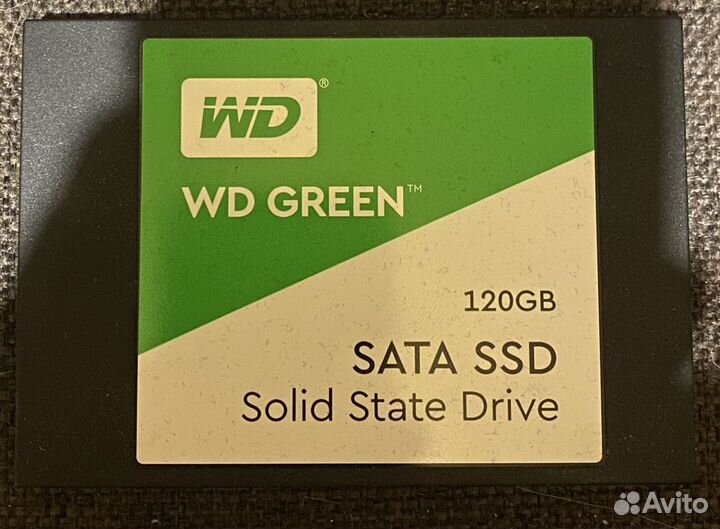 WD®
WD GREEN™
120GB
SATA SSD
Solid State Drive
Avito